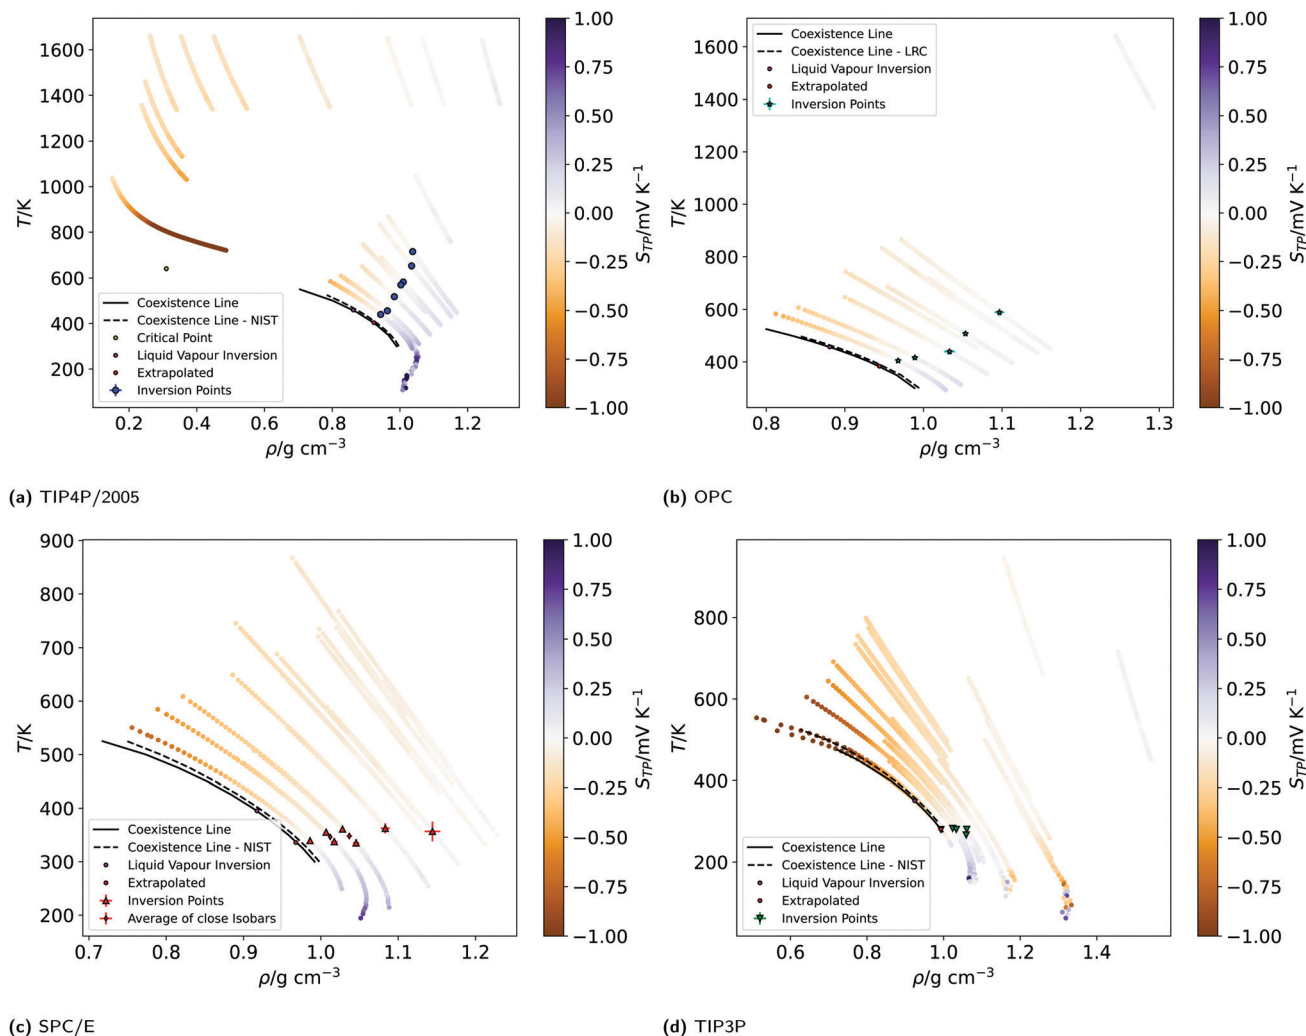 1600
1400
1200
1000
800
600
400
200
T/K
0.2
0.4
0.6
0.8
1.0
1.2
ρ/g cm⁻³
Coexistence Line
Coexistence Line - NIST
Critical Point
Liquid Vapour Inversion
Extrapolated
Inversion Points
1.00
0.75
0.50
0.25
0.00
−0.25
−0.50
−0.75
−1.00
S_TP/mV K⁻¹
(a) TIP4P/2005
1600
1400
1200
1000
800
600
400
T/K
0.8
0.9
1.0
1.1
1.2
1.3
ρ/g cm⁻³
Coexistence Line
Coexistence Line - LRC
Liquid Vapour Inversion
Extrapolated
Inversion Points
1.00
0.75
0.50
0.25
0.00
−0.25
−0.50
−0.75
−1.00
S_TP/mV K⁻¹
(b) OPC
900
800
700
600
500
400
300
200
T/K
0.7
0.8
0.9
1.0
1.1
1.2
ρ/g cm⁻³
Coexistence Line
Coexistence Line - NIST
Liquid Vapour Inversion
Extrapolated
Inversion Points
Average of close Isobars
1.00
0.75
0.50
0.25
0.00
−0.25
−0.50
−0.75
−1.00
S_TP/mV K⁻¹
(c) SPC/E
800
600
400
200
T/K
0.6
0.8
1.0
1.2
1.4
ρ/g cm⁻³
Coexistence Line
Coexistence Line - NIST
Liquid Vapour Inversion
Extrapolated
Inversion Points
1.00
0.75
0.50
0.25
0.00
−0.25
−0.50
−0.75
−1.00
S_TP/mV K⁻¹
(d) TIP3P